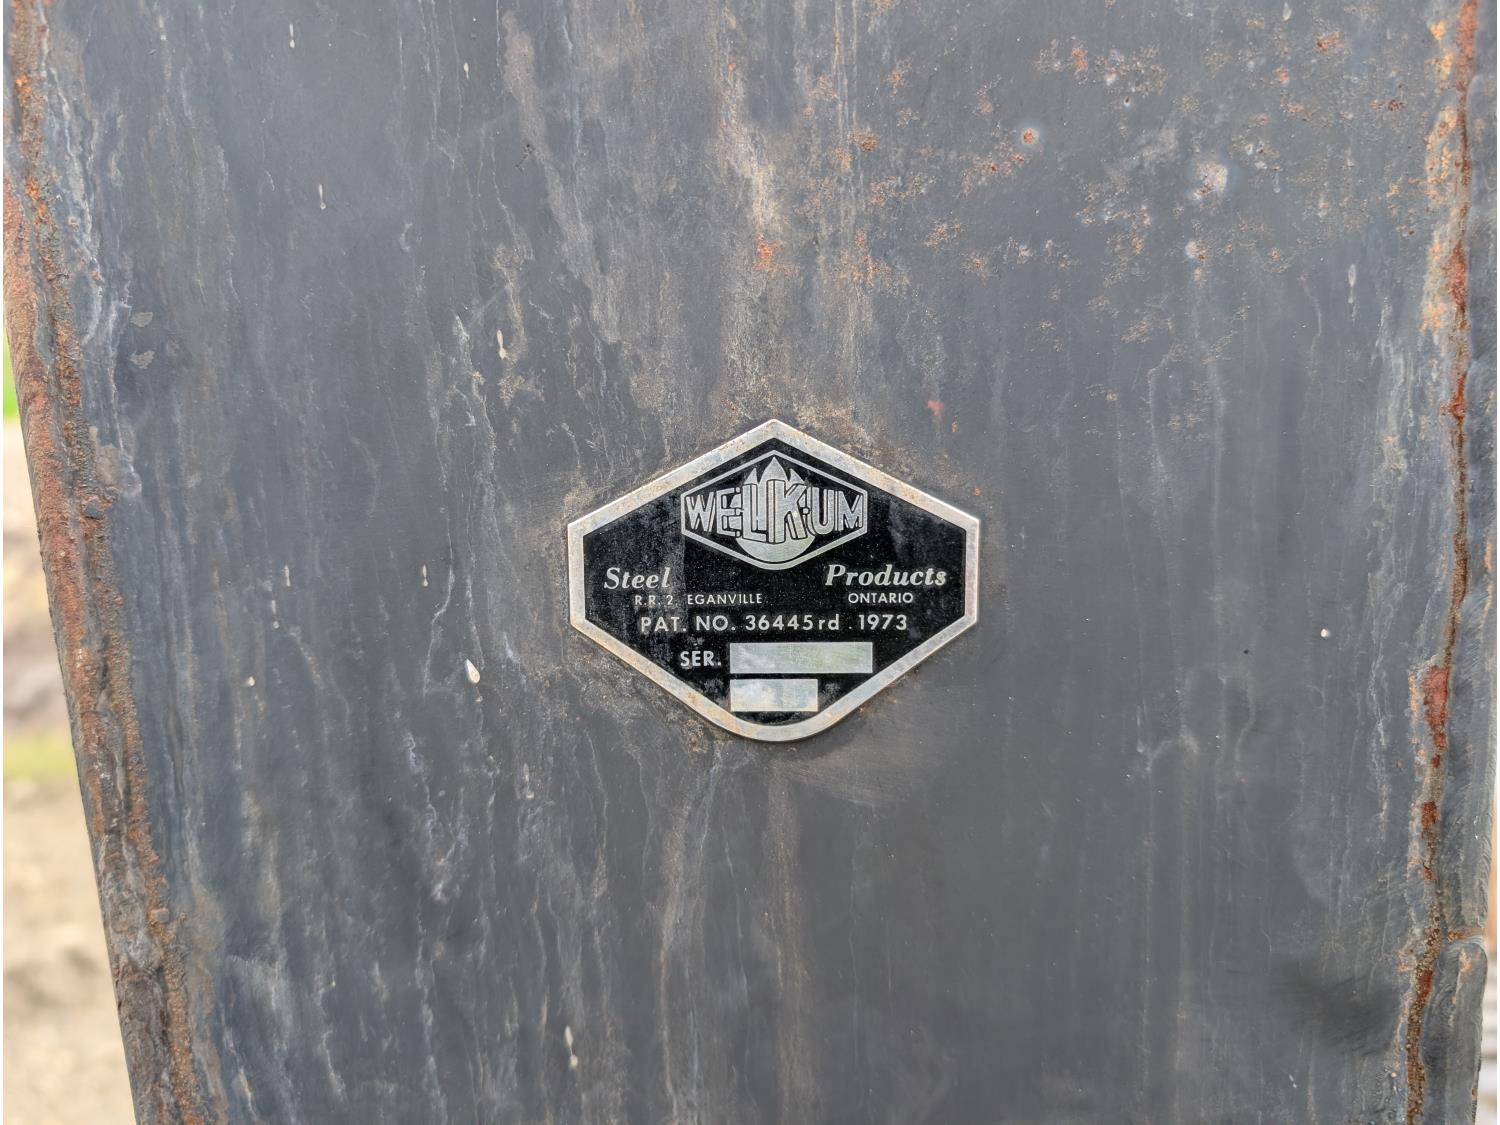 WELKUM
Steel Products
R.R. 2, EGANVILLE ONTARIO
PAT. NO. 36445rd .1973
SER.